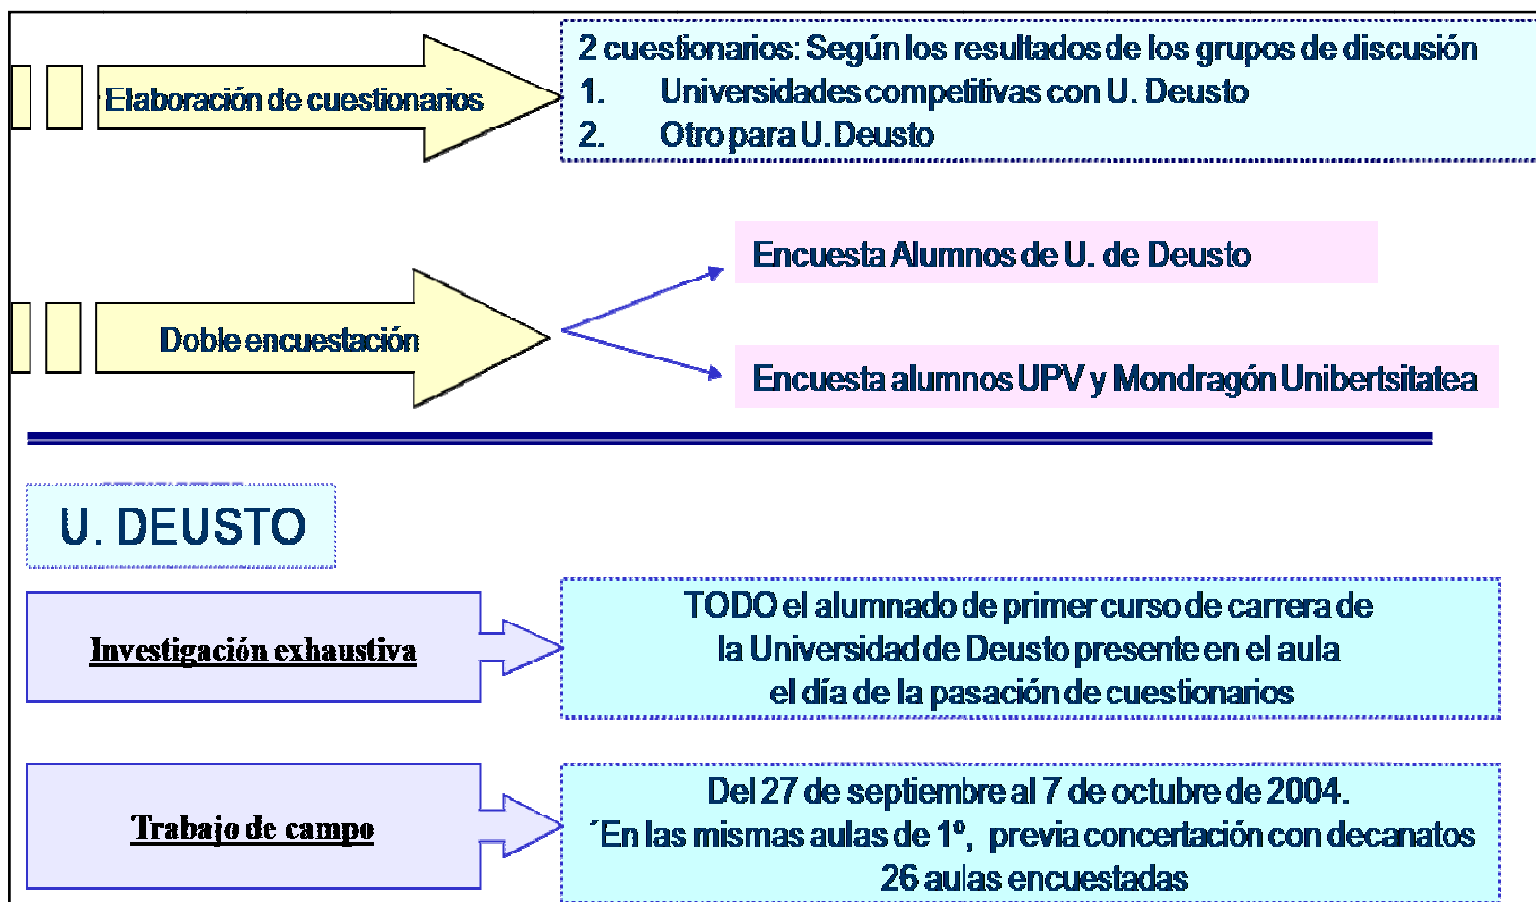 Elaboración de cuestionarios
2 cuestionarios: Según los resultados de los grupos de discusión
1. Universidades competitivas con U. Deusto
2. Otro para U.Deusto
Doble encuestación
Encuesta Alumnos de U. de Deusto
Encuesta alumnos UPV y Mondragón Unibertsitatea
U. DEUSTO
Investigación exhaustiva
TODO el alumnado de primer curso de carrera de
la Universidad de Deusto presente en el aula
el día de la pasación de cuestionarios
Trabajo de campo
Del 27 de septiembre al 7 de octubre de 2004.
´En las mismas aulas de 1º, previa concertación con decanatos
26 aulas encuestadas